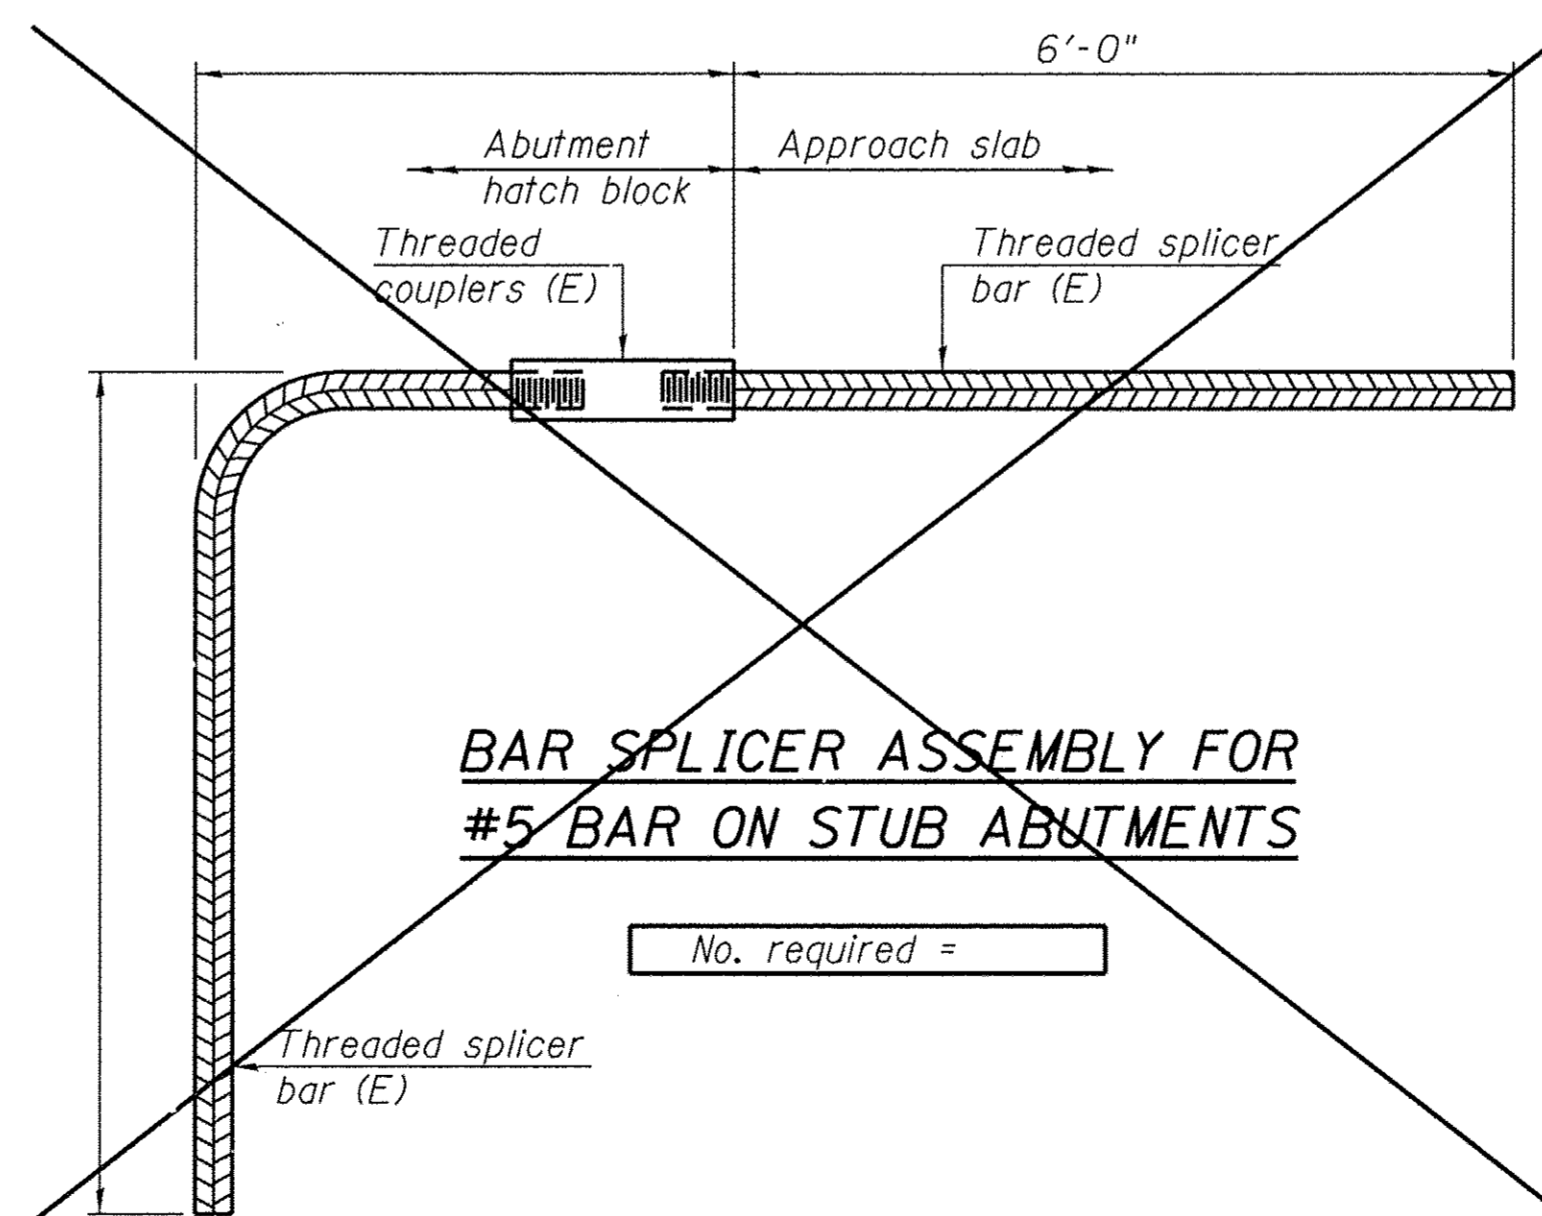 6'-0"
Abutment
hatch block
Approach slab
Threaded
couplers (E)
Threaded splicer
bar (E)
BAR SPLICER ASSEMBLY FOR
#5 BAR ON STUB ABUTMENTS
No. required =
Threaded splicer
bar (E)